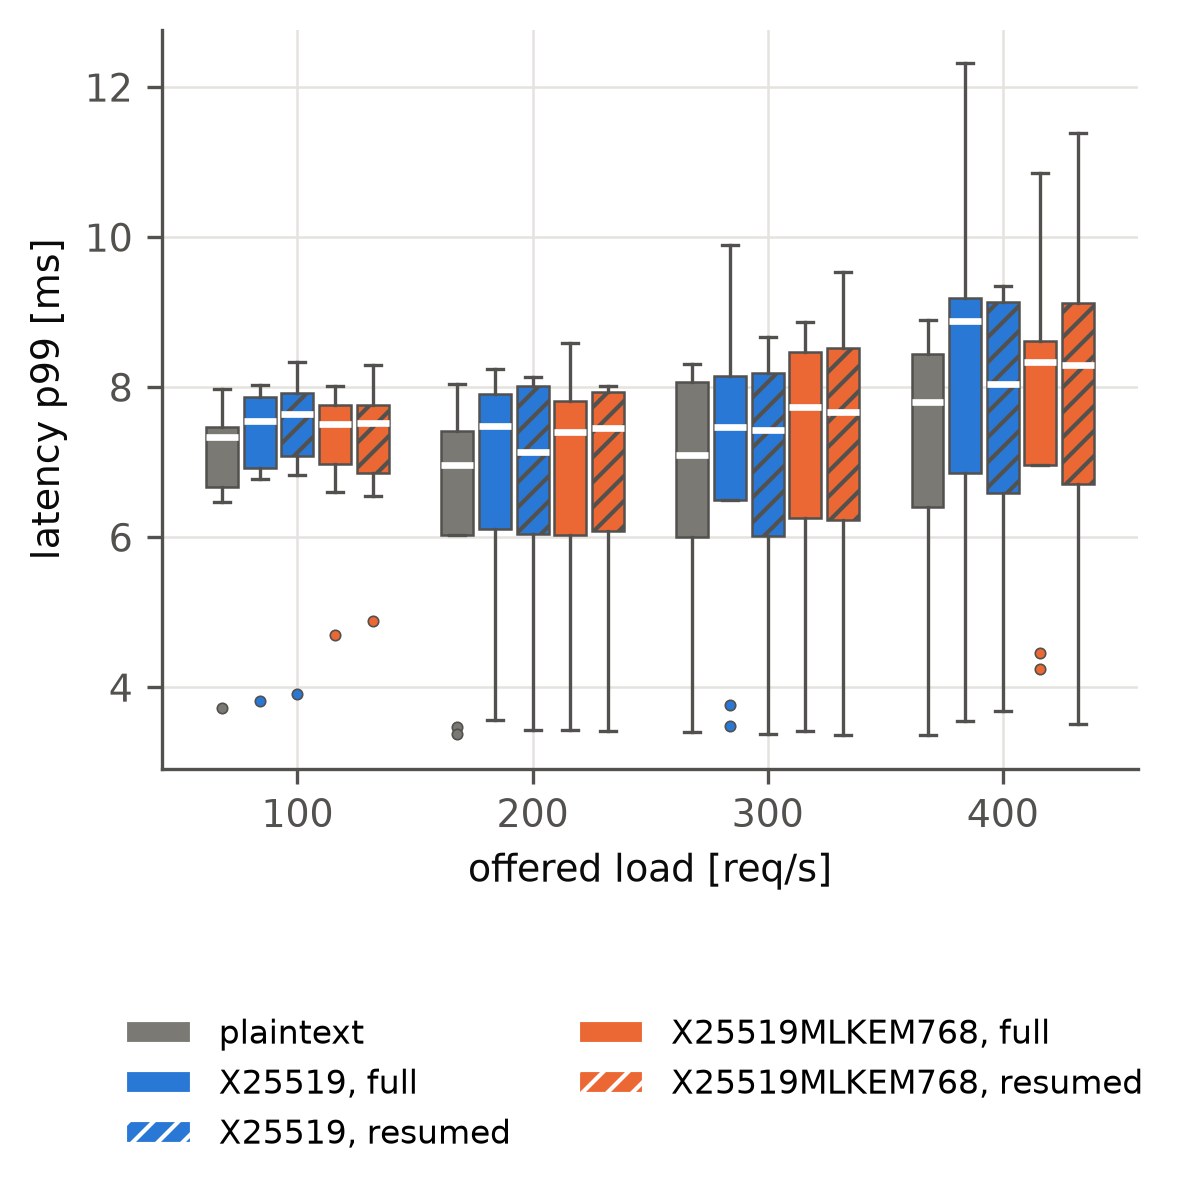 12
10
8
6
4
latency p99 [ms]
100 200 300 400
offered load [req/s]
plaintext
X25519, full
X25519, resumed
X25519MLKEM768, full
X25519MLKEM768, resumed